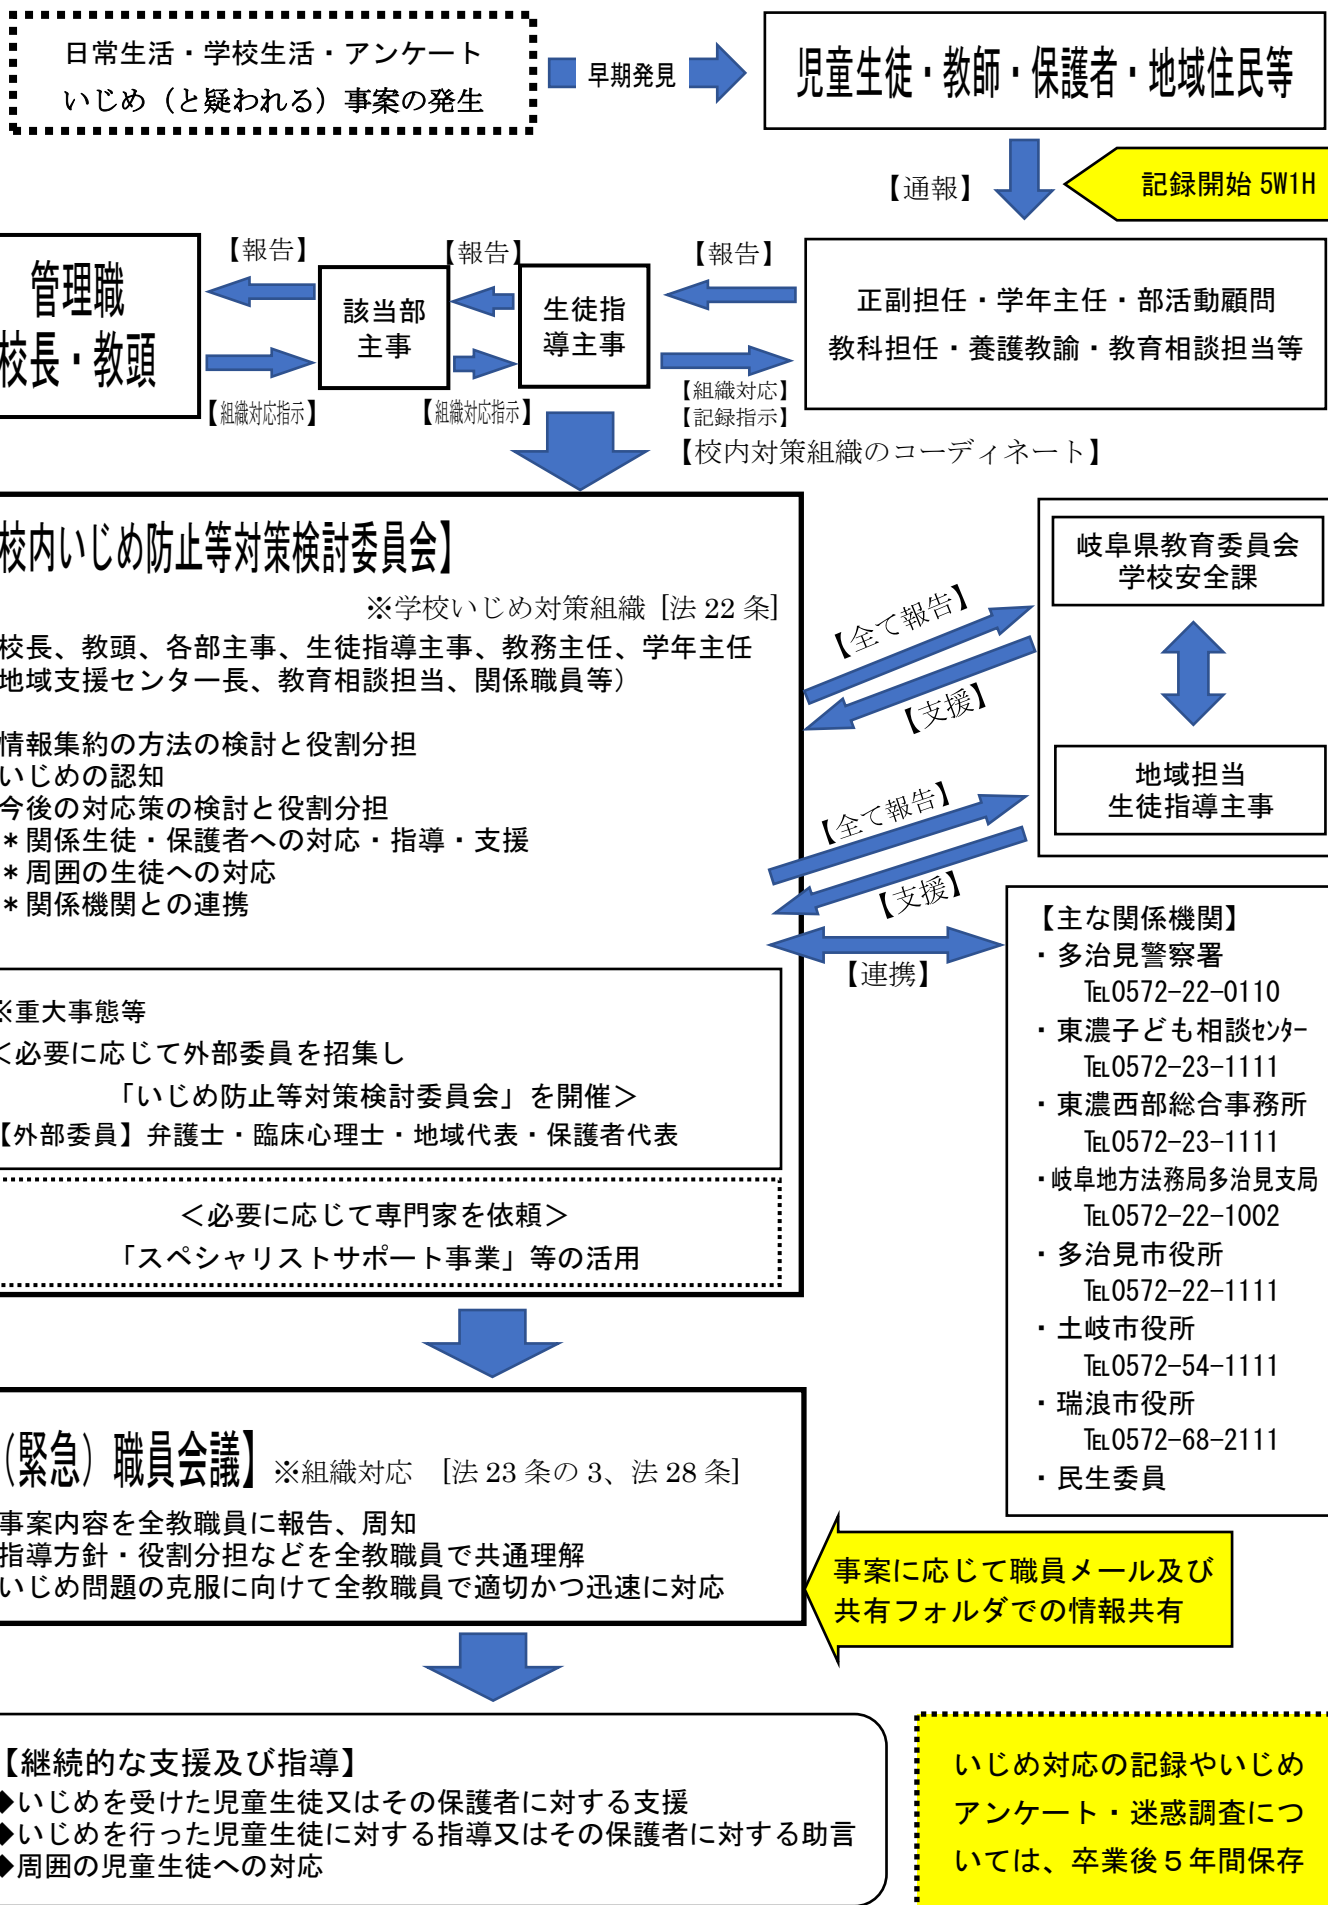 日常生活・学校生活・アンケート
いじめ（と疑われる）事案の発生
早期発見
児童生徒・教師・保護者・地域住民等
【通報】
記録開始 5W1H
管理職
校長・教頭
【報告】
【組織対応指示】
該当部
主事
【報告】
【組織対応指示】
生徒指
導主事
【報告】
【組織対応】
【記録指示】
正副担任・学年主任・部活動顧問
教科担任・養護教諭・教育相談担当等
【校内対策組織のコーディネート】
校内いじめ防止等対策検討委員会】
※学校いじめ対策組織［法 22 条］
校長、教頭、各部主事、生徒指導主事、教務主任、学年主任
地域支援センター長、教育相談担当、関係職員等）
情報集約の方法の検討と役割分担
いじめの認知
今後の対応策の検討と役割分担
＊関係生徒・保護者への対応・指導・支援
＊周囲の生徒への対応
＊関係機関との連携
※重大事態等
＜必要に応じて外部委員を招集し
「いじめ防止等対策検討委員会」を開催＞
【外部委員】弁護士・臨床心理士・地域代表・保護者代表
＜必要に応じて専門家を依頼＞
「スペシャリストサポート事業」等の活用
【全て報告】
【支援】
【全て報告】
【支援】
【連携】
岐阜県教育委員会
学校安全課
地域担当
生徒指導主事
【主な関係機関】
・多治見警察署
℡0572-22-0110
・東濃子ども相談ｾﾝﾀｰ
℡0572-23-1111
・東濃西部総合事務所
℡0572-23-1111
・岐阜地方法務局多治見支局
℡0572-22-1002
・多治見市役所
℡0572-22-1111
・土岐市役所
℡0572-54-1111
・瑞浪市役所
℡0572-68-2111
・民生委員
（緊急）職員会議】※組織対応　［法 23 条の 3、法 28 条］
事案内容を全教職員に報告、周知
指導方針・役割分担などを全教職員で共通理解
いじめ問題の克服に向けて全教職員で適切かつ迅速に対応
事案に応じて職員メール及び
共有フォルダでの情報共有
【継続的な支援及び指導】
◆いじめを受けた児童生徒又はその保護者に対する支援
◆いじめを行った児童生徒に対する指導又はその保護者に対する助言
◆周囲の児童生徒への対応
いじめ対応の記録やいじめ
アンケート・迷惑調査につ
いては、卒業後５年間保存